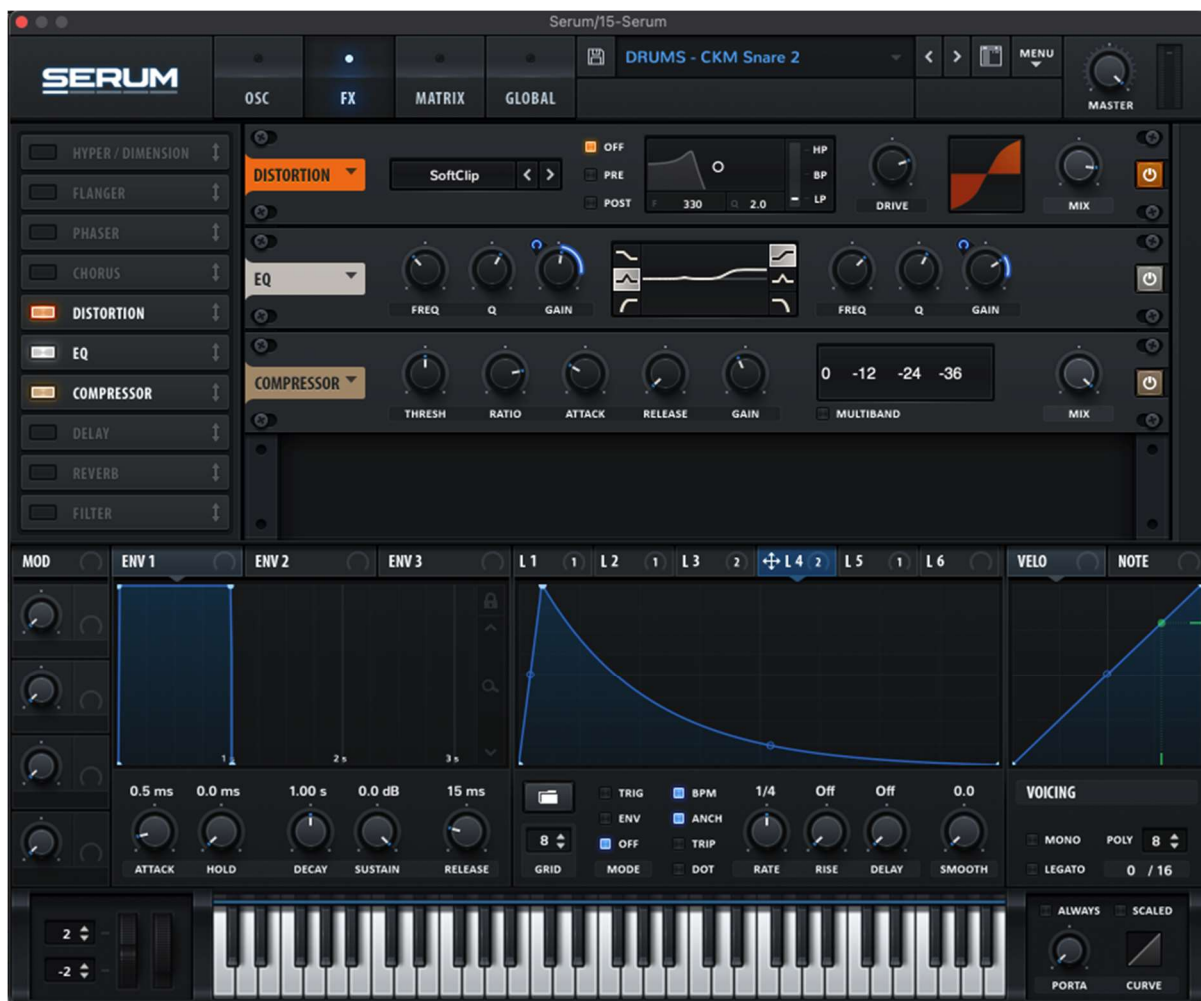 Serum/15-Serum
SERUM
OSC
FX
MATRIX
GLOBAL
DRUMS - CKM Snare 2
MENU
MASTER
HYPER / DIMENSION
FLANGER
PHASER
CHORUS
DISTORTION
EQ
COMPRESSOR
DELAY
REVERB
FILTER
DISTORTION
SoftClip
OFF
PRE
POST
F 330 Q 2.0
HP
BP
LP
DRIVE
MIX
EQ
FREQ Q GAIN
FREQ Q GAIN
COMPRESSOR
THRESH RATIO ATTACK RELEASE GAIN
0 -12 -24 -36
MULTIBAND
MIX
MOD ENV 1 ENV 2 ENV 3
L 1 1 L 2 1 L 3 2 L 4 2 L 5 1 L 6
VELO NOTE
1 2 s 3 s
0.5 ms 0.0 ms 1.00 s 0.0 dB 15 ms
ATTACK HOLD DECAY SUSTAIN RELEASE
8
GRID
TRIG
ENV
OFF
MODE
BPM
ANCH
TRIP
DOT
1/4 Off Off 0.0
RATE RISE DELAY SMOOTH
VOICING
MONO POLY 8
LEGATO 0 / 16
2
-2
ALWAYS SCALED
PORTA CURVE